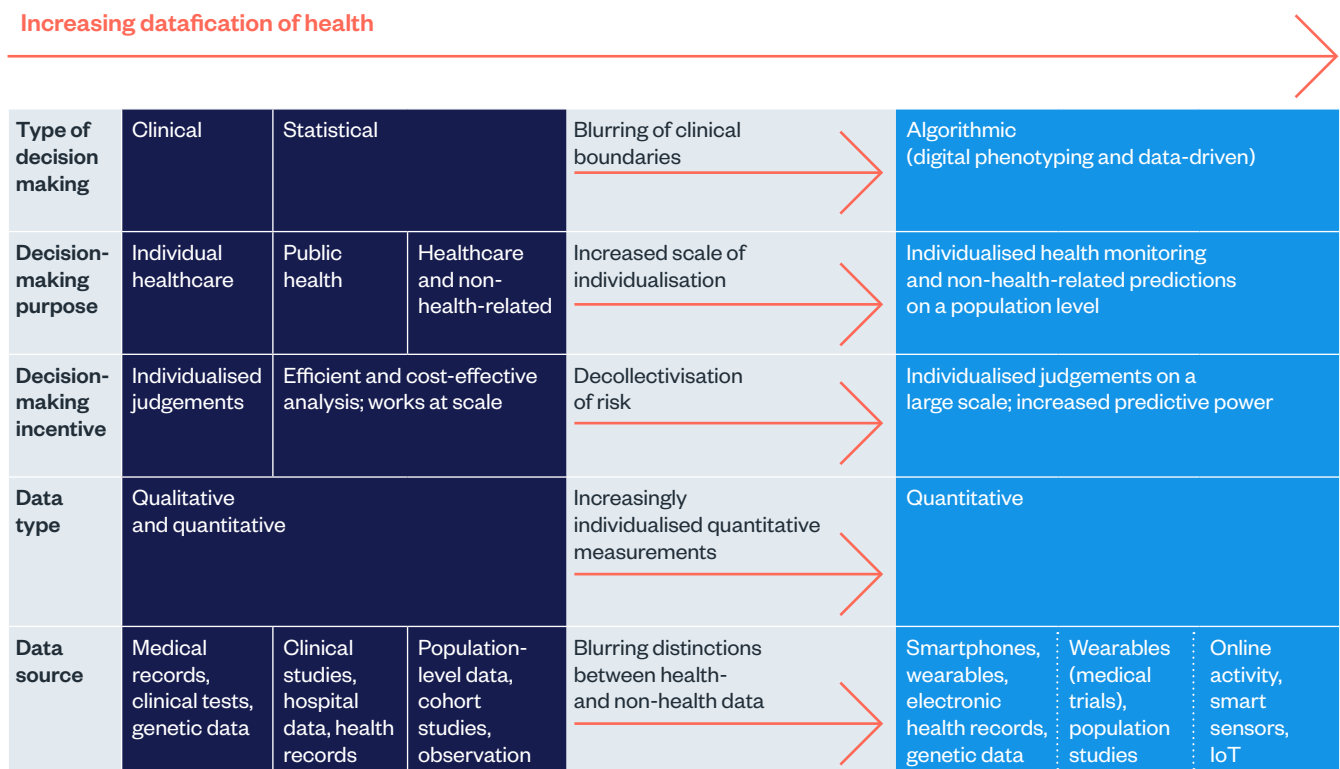 Increasing datafication of health
Type of
decision
making
Clinical
Statistical
Blurring of clinical
boundaries
Algorithmic
(digital phenotyping and data-driven)
Decision-
making
purpose
Individual
healthcare
Public
health
Healthcare
and non-
health-related
Increased scale of
individualisation
Individualised health monitoring
and non-health-related predictions
on a population level
Decision-
making
incentive
Individualised
judgements
Efficient and cost-effective
analysis; works at scale
Decollectivisation
of risk
Individualised judgements on a
large scale; increased predictive power
Data
type
Qualitative
and quantitative
Increasingly
individualised quantitative
measurements
Quantitative
Data
source
Medical
records,
clinical tests,
genetic data
Clinical
studies,
hospital
data, health
records
Population-
level data,
cohort
studies,
observation
Blurring distinctions
between health-
and non-health data
Smartphones,
wearables,
electronic
health records,
genetic data
Wearables
(medical
trials),
population
studies
Online
activity,
smart
sensors,
IoT